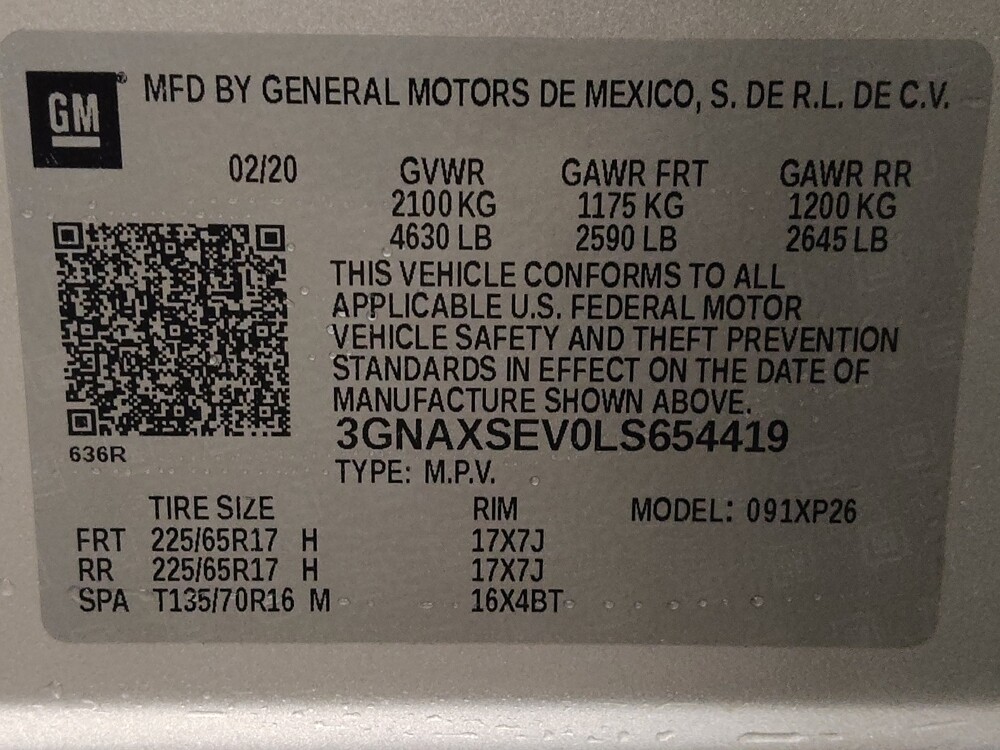 GM® MFD BY GENERAL MOTORS DE MEXICO, S. DE R.L. DE C.V.
02/20 GVWR GAWR FRT GAWR RR
2100 KG 1175 KG 1200 KG
4630 LB 2590 LB 2645 LB
THIS VEHICLE CONFORMS TO ALL
APPLICABLE U.S. FEDERAL MOTOR
VEHICLE SAFETY AND THEFT PREVENTION
STANDARDS IN EFFECT ON THE DATE OF
MANUFACTURE SHOWN ABOVE.
3GNAXSEV0LS654419
636R
TYPE: M.P.V.
TIRE SIZE RIM MODEL: 091XP26
FRT 225/65R17 H 17X7J
RR 225/65R17 H 17X7J
SPA T135/70R16 M 16X4BT